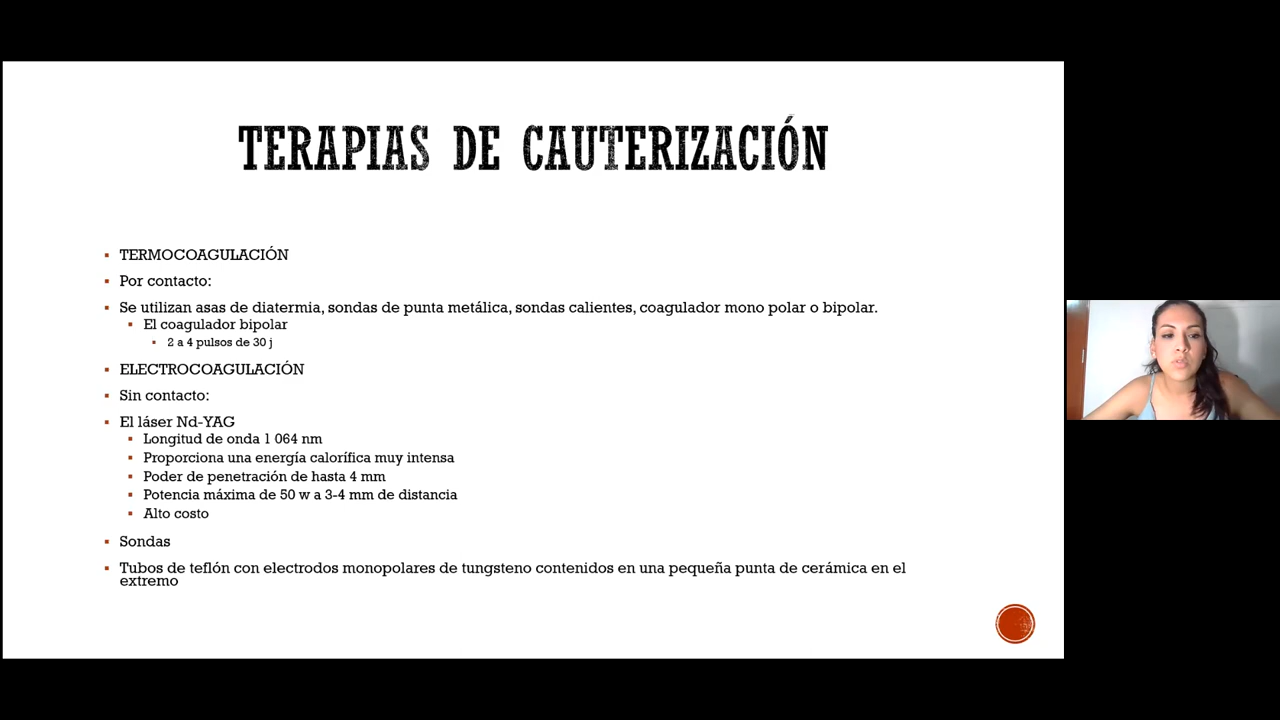 TERAPIAS DE CAUTERIZACIÓN
TERMOCOAGULACIÓN
Por contacto:
Se utilizan asas de diatermia, sondas de punta metálica, sondas calientes, coagulador mono polar o bipolar.
El coagulador bipolar
2 a 4 pulsos de 30 j
ELECTROCOAGULACIÓN
Sin contacto:
El láser Nd-YAG
Longitud de onda 1 064 nm
Proporciona una energía calorífica muy intensa
Poder de penetración de hasta 4 mm
Potencia máxima de 50 w a 3-4 mm de distancia
Alto costo
Sondas
Tubos de teflón con electrodos monopolares de tungsteno contenidos en una pequeña punta de cerámica en el
extremo